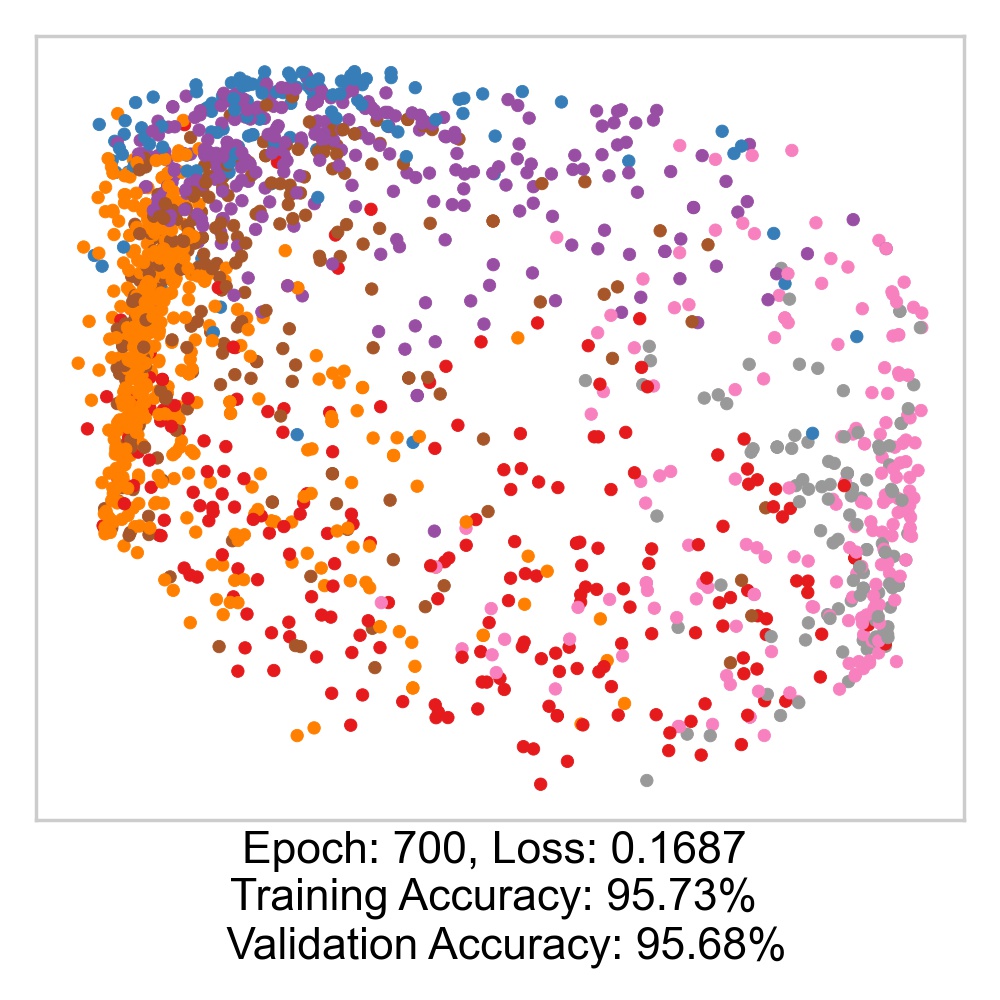 Epoch: 700, Loss: 0.1687
Training Accuracy: 95.73%
Validation Accuracy: 95.68%